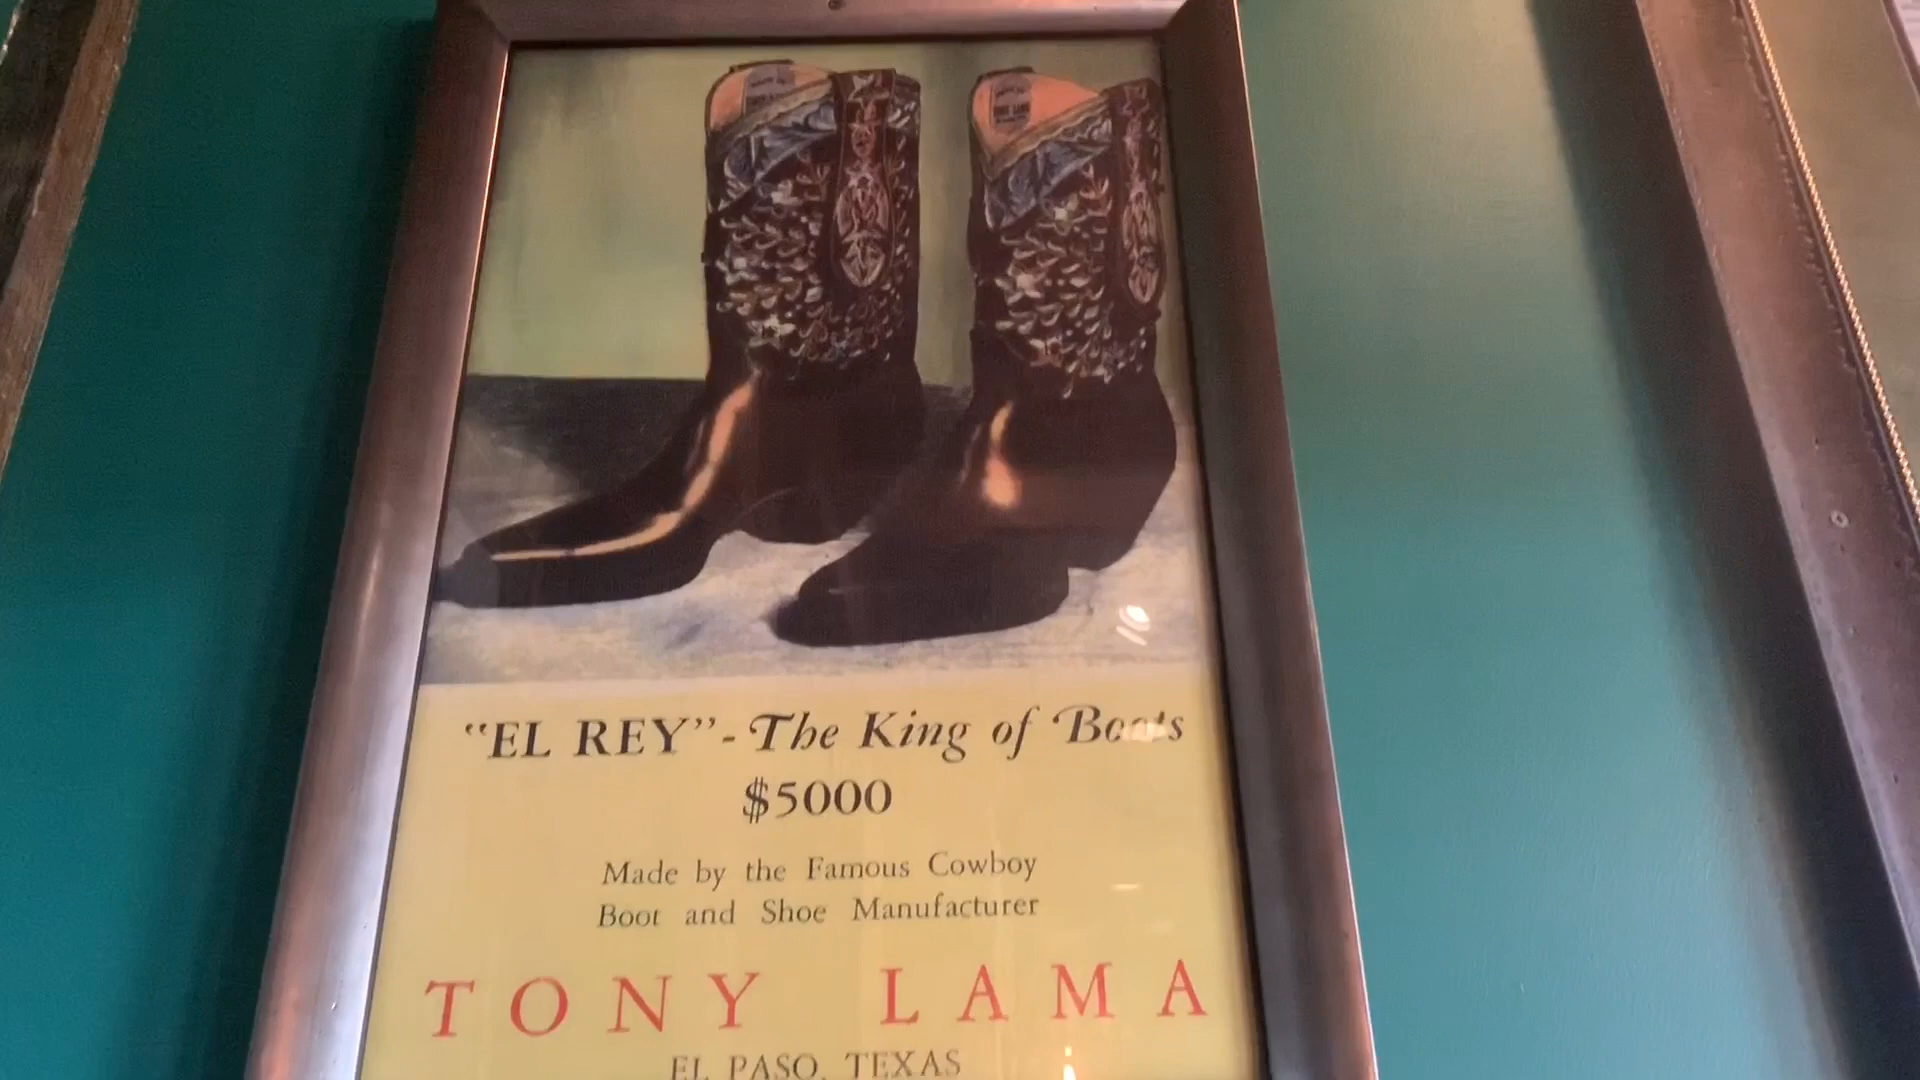 "EL REY" - The King of Boots
$5000
Made by the Famous Cowboy
Boot and Shoe Manufacturer
TONY LAMA
EL PASO, TEXAS